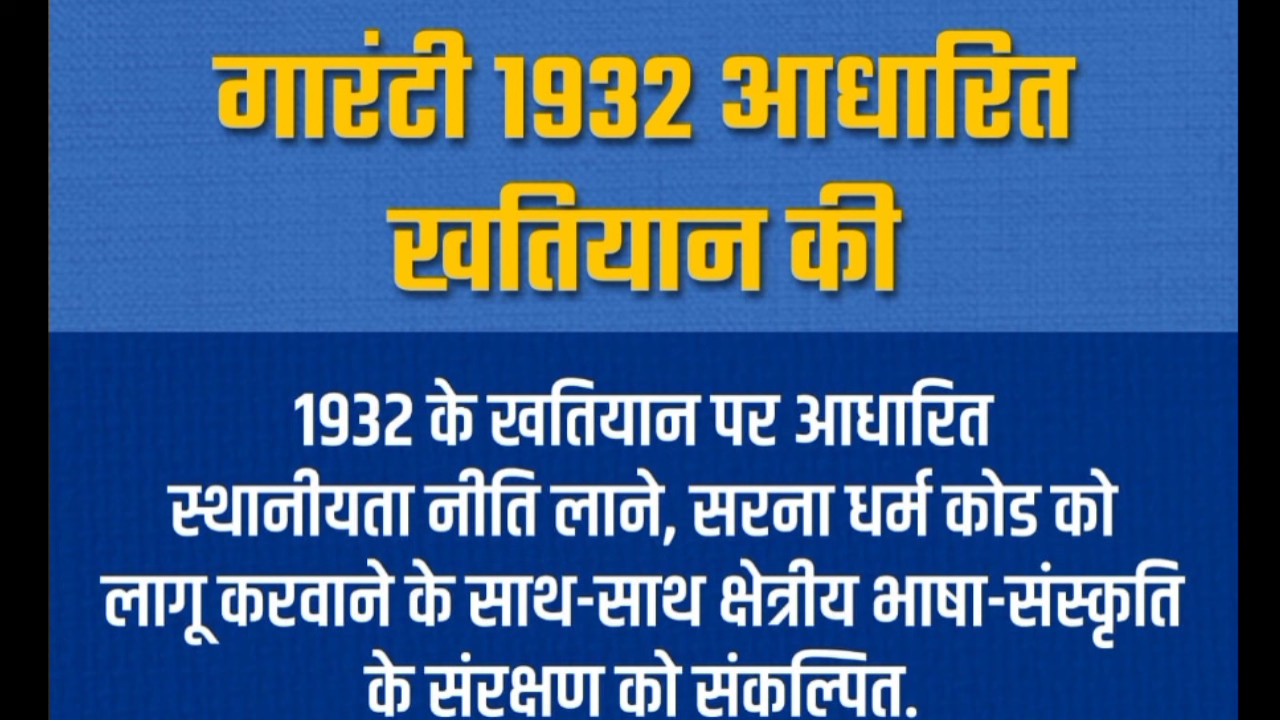 गारंटी 1932 आधारित
खतियान की
1932 के खतियान पर आधारित
स्थानीयता नीति लाने, सरना धर्म कोड को
लागू करवाने के साथ-साथ क्षेत्रीय भाषा-संस्कृति
के संरक्षण को संकल्पित.